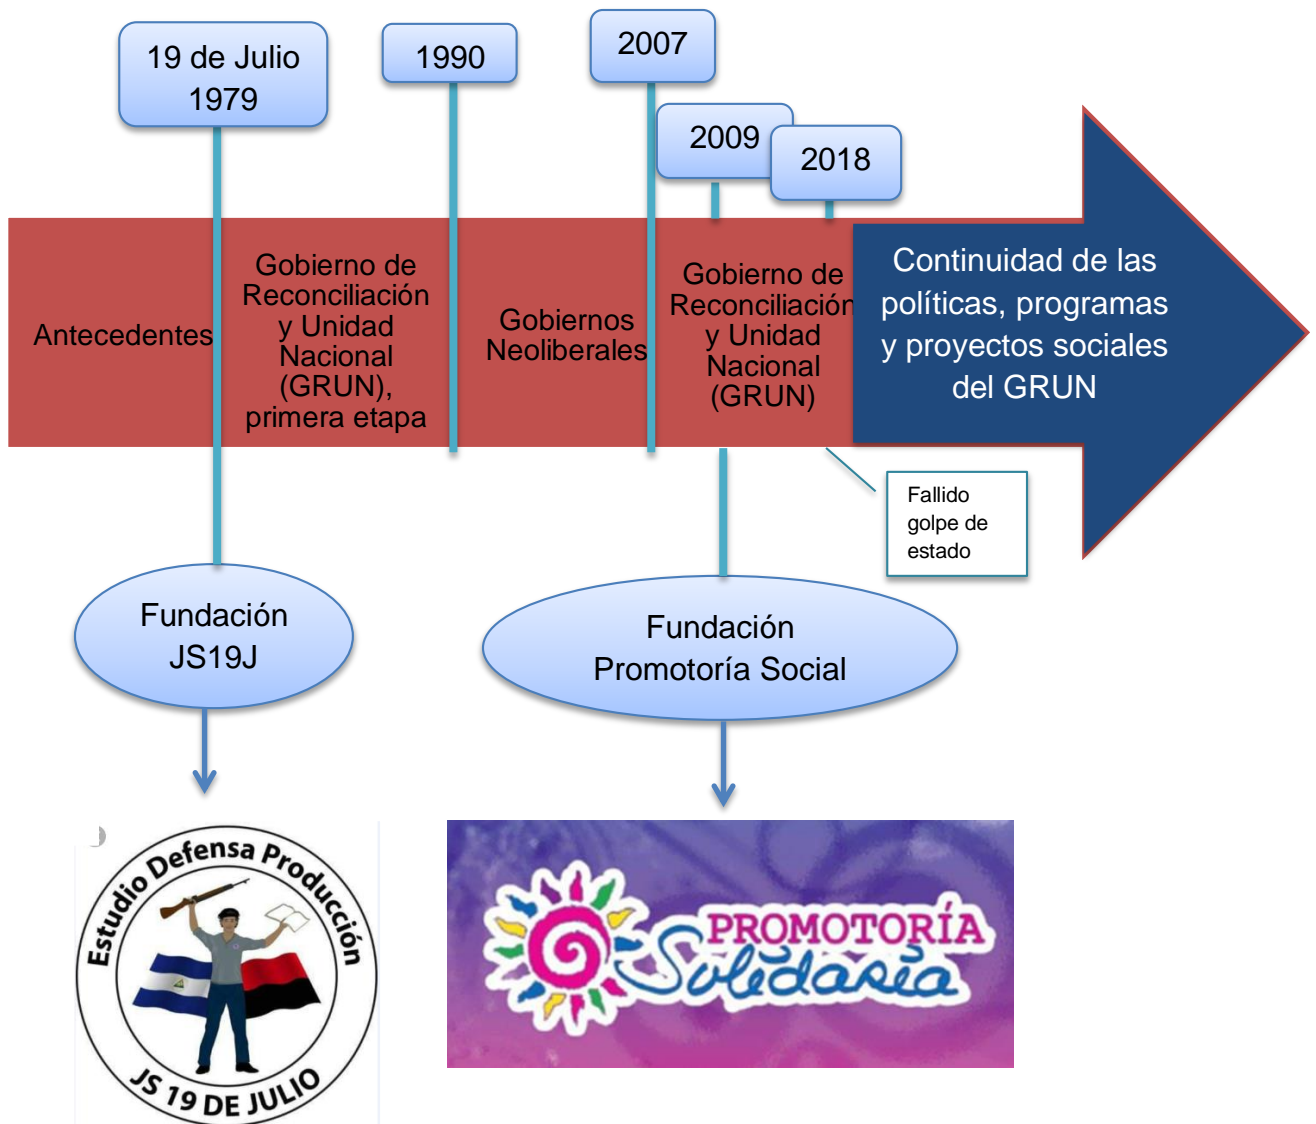 19 de Julio
1979
1990
2007
2009
2018
Antecedentes
Gobierno de
Reconciliación
y Unidad
Nacional
(GRUN),
primera etapa
Gobiernos
Neoliberales
Gobierno de
Reconciliación
y Unidad
Nacional
(GRUN)
Continuidad de las
políticas, programas
y proyectos sociales
del GRUN
Fallido
golpe de
estado
Fundación
JS19J
Fundación
Promotoría Social
Estudio Defensa Producción
JS 19 DE JULIO
PROMOTORÍA
Solidaria